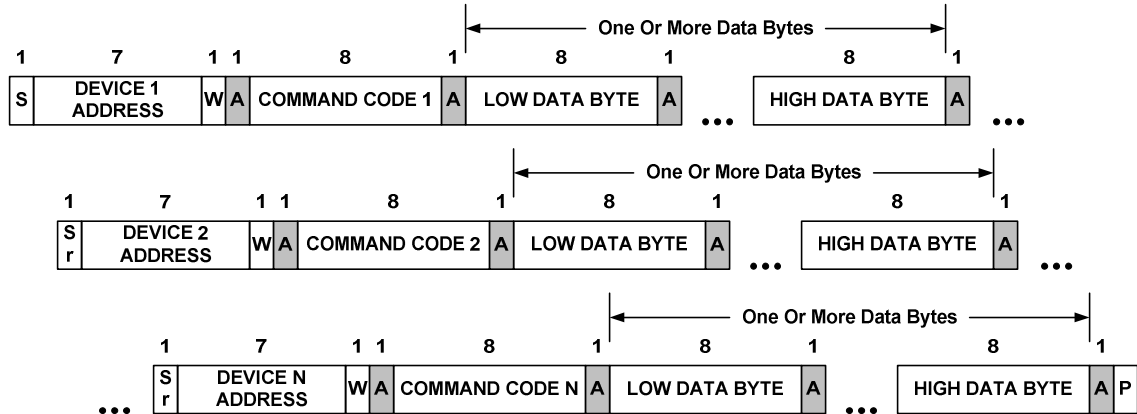 One Or More Data Bytes
1 7 1 1 8 1 8 1 8 1
S DEVICE 1 ADDRESS W A COMMAND CODE 1 A LOW DATA BYTE A ••• HIGH DATA BYTE A •••
One Or More Data Bytes
1 7 1 1 8 1 8 1 8 1
Sr DEVICE 2 ADDRESS W A COMMAND CODE 2 A LOW DATA BYTE A ••• HIGH DATA BYTE A •••
One Or More Data Bytes
1 7 1 1 8 1 8 1 8 1
••• Sr DEVICE N ADDRESS W A COMMAND CODE N A LOW DATA BYTE A ••• HIGH DATA BYTE A P